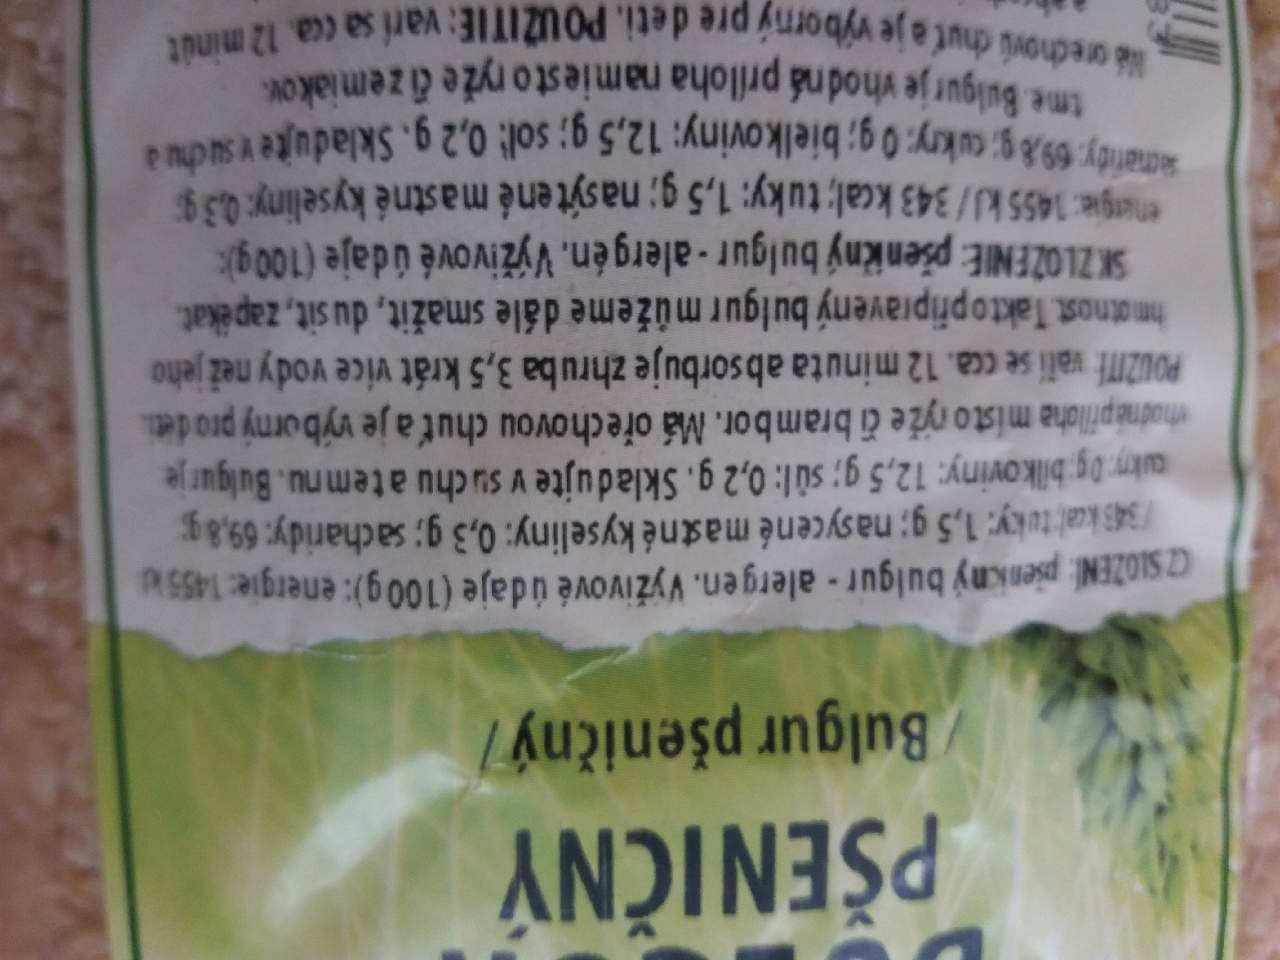 PŠENIČNÝ
/ Bulgur pšeničný /
CZ SLOŽENÍ: pšeničný bulgur - alergen. Výživové údaje (100g): energie: 1455 kJ
/ 343 kcal; tuky: 1,5 g; nasycené mastné kyseliny: 0,3 g; sacharidy: 69,8 g;
cukry: 0 g; bílkoviny: 12,5 g; sůl: 0,2 g. Skladujte v suchu a temnu. Bulgur je
vhodná příloha místo rýže či brambor. Má ořechovou chuť a je výborný pro děti.
POUŽITÍ: vaří se cca. 12 minut a absorbuje zhruba 3,5 krát více vody než jeho
hmotnost. Takto připravený bulgur můžeme dále smažit, dusit, zapékat.
SK ZLOŽENIE: pšeničný bulgur - alergén. Výživové údaje (100g):
energia: 1455 kJ / 343 kcal; tuky: 1,5 g; nasýtené mastné kyseliny: 0,3 g;
sacharidy: 69,8 g; cukry: 0 g; bielkoviny: 12,5 g; soľ: 0,2 g. Skladujte v suchu a
tme. Bulgur je vhodná príloha namiesto ryže či zemiakov.
Má orechovú chuť a je výborný pre deti. POUŽITIE: varí sa cca. 12 minút